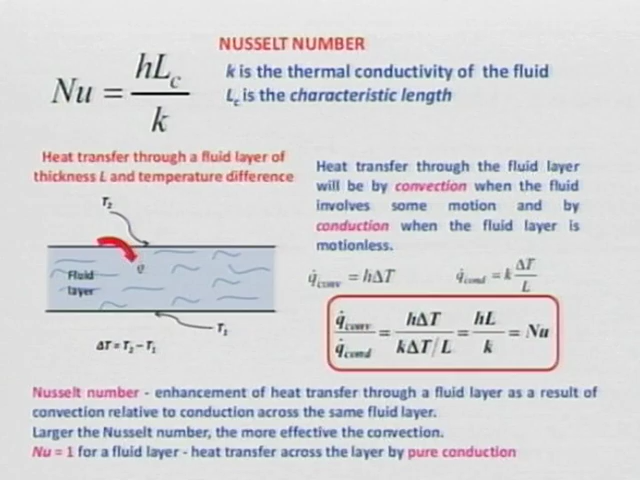 NUSSELT NUMBER
Nu = hL_c / k
k is the thermal conductivity of the fluid
L_c is the characteristic length
Heat transfer through a fluid layer of
thickness L and temperature difference
T₂
Fluid
layer
Q̇
T₁
ΔT = T₂ – T₁
Heat transfer through the fluid layer
will be by convection when the fluid
involves some motion and by
conduction when the fluid layer is
motionless.
q̇_conv = hΔT
q̇_cond = k ΔT / L
q̇_conv / q̇_cond = hΔT / kΔT/L = hL / k = Nu
Nusselt number - enhancement of heat transfer through a fluid layer as a result of
convection relative to conduction across the same fluid layer.
Larger the Nusselt number, the more effective the convection.
Nu = 1 for a fluid layer - heat transfer across the layer by pure conduction